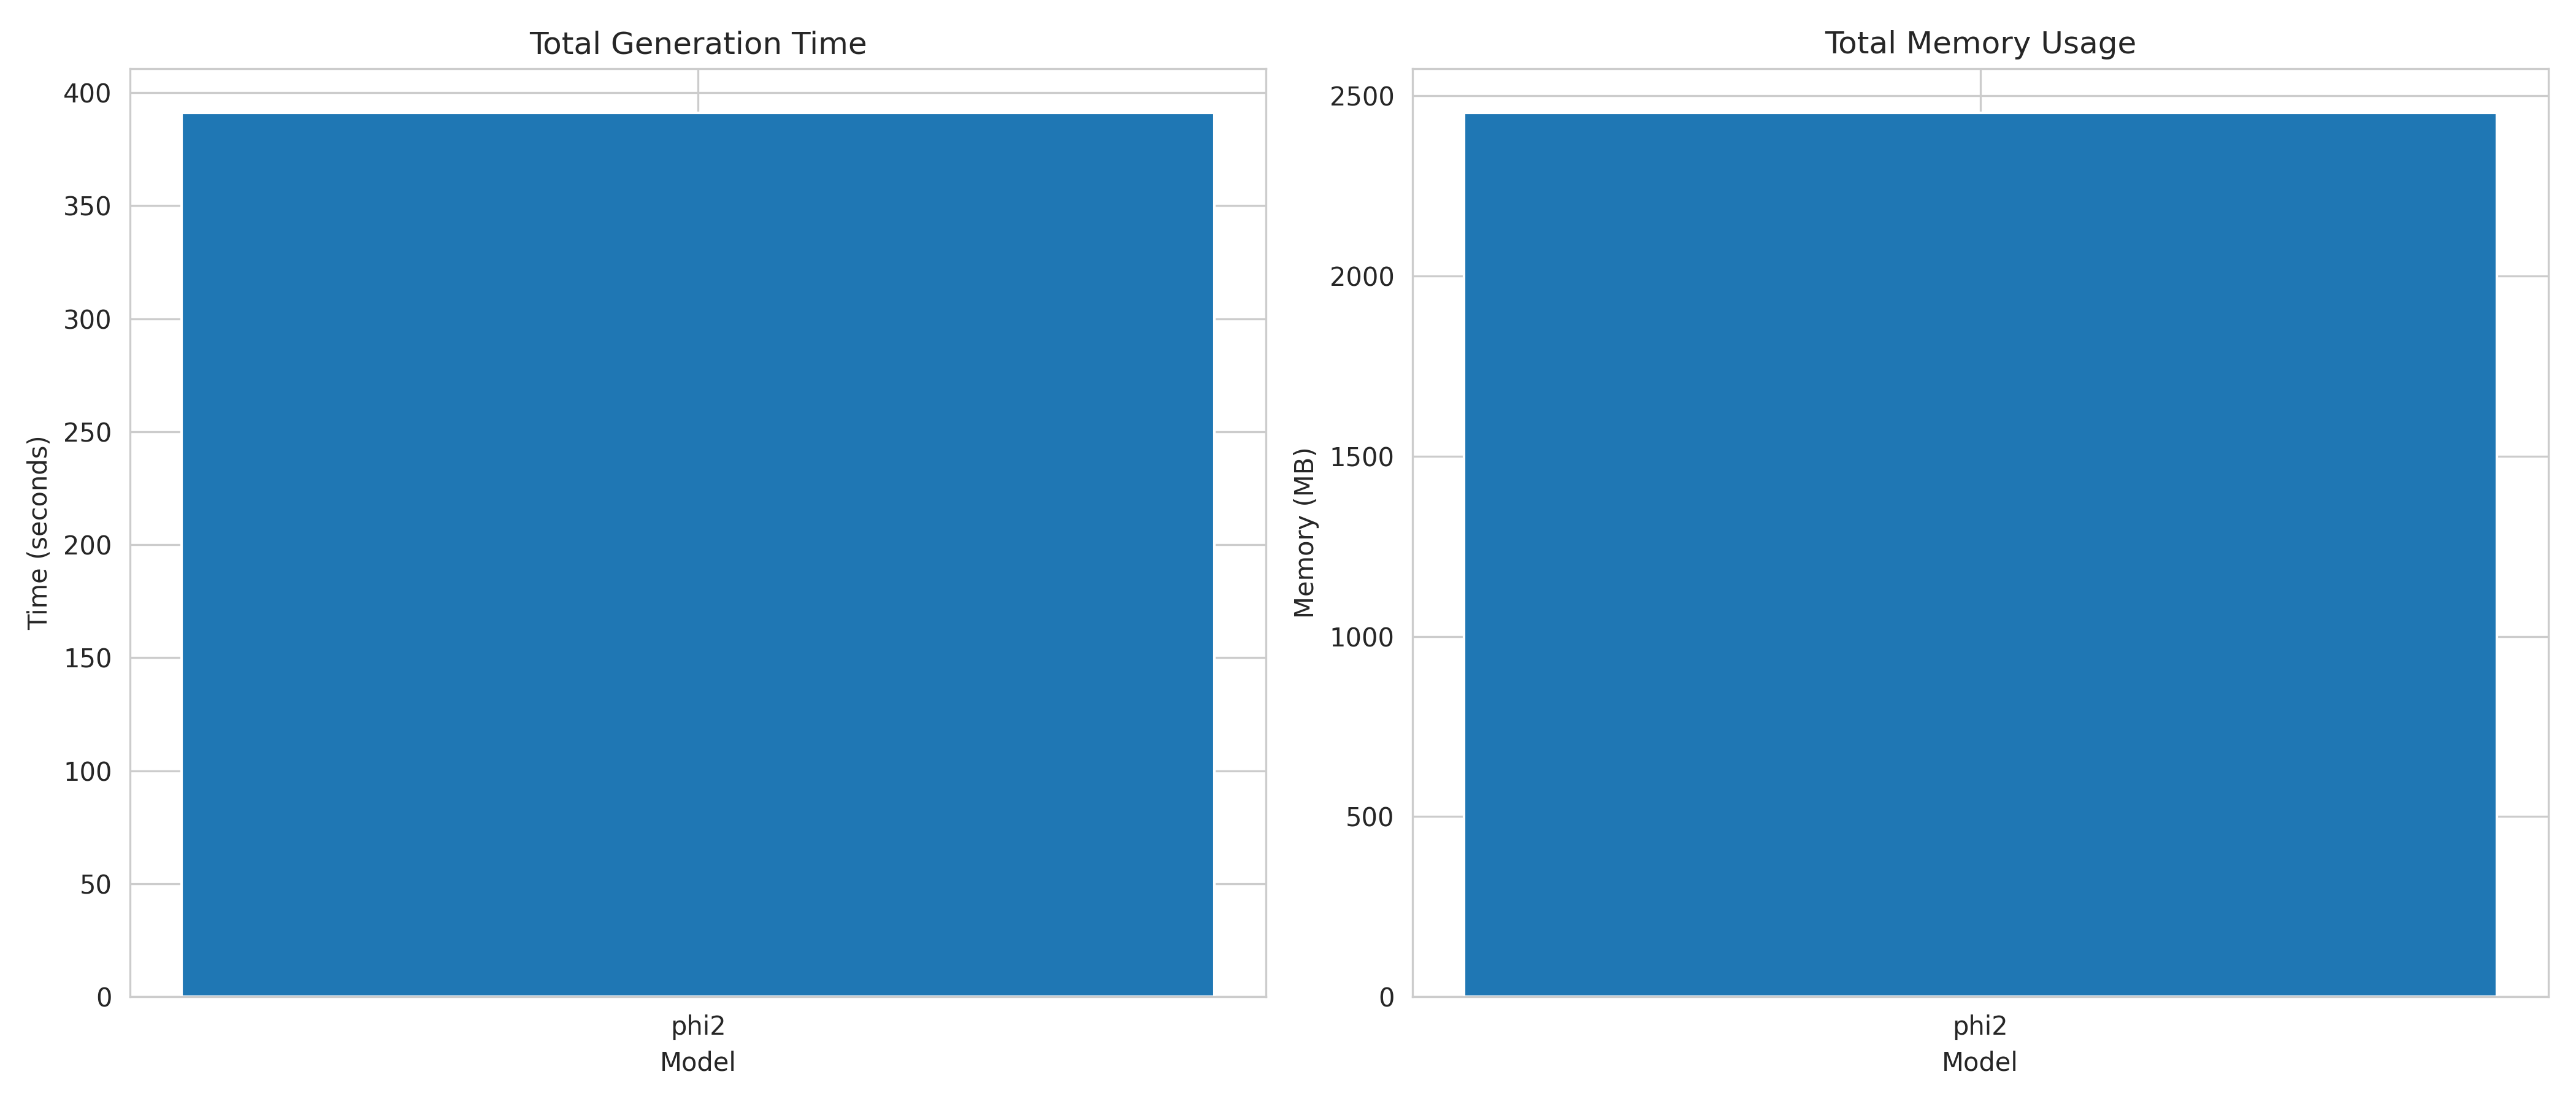 Total Generation Time
400
350
300
250
200
150
100
50
0
Time (seconds)
phi2
Model
Total Memory Usage
2500
2000
1500
1000
500
0
Memory (MB)
phi2
Model